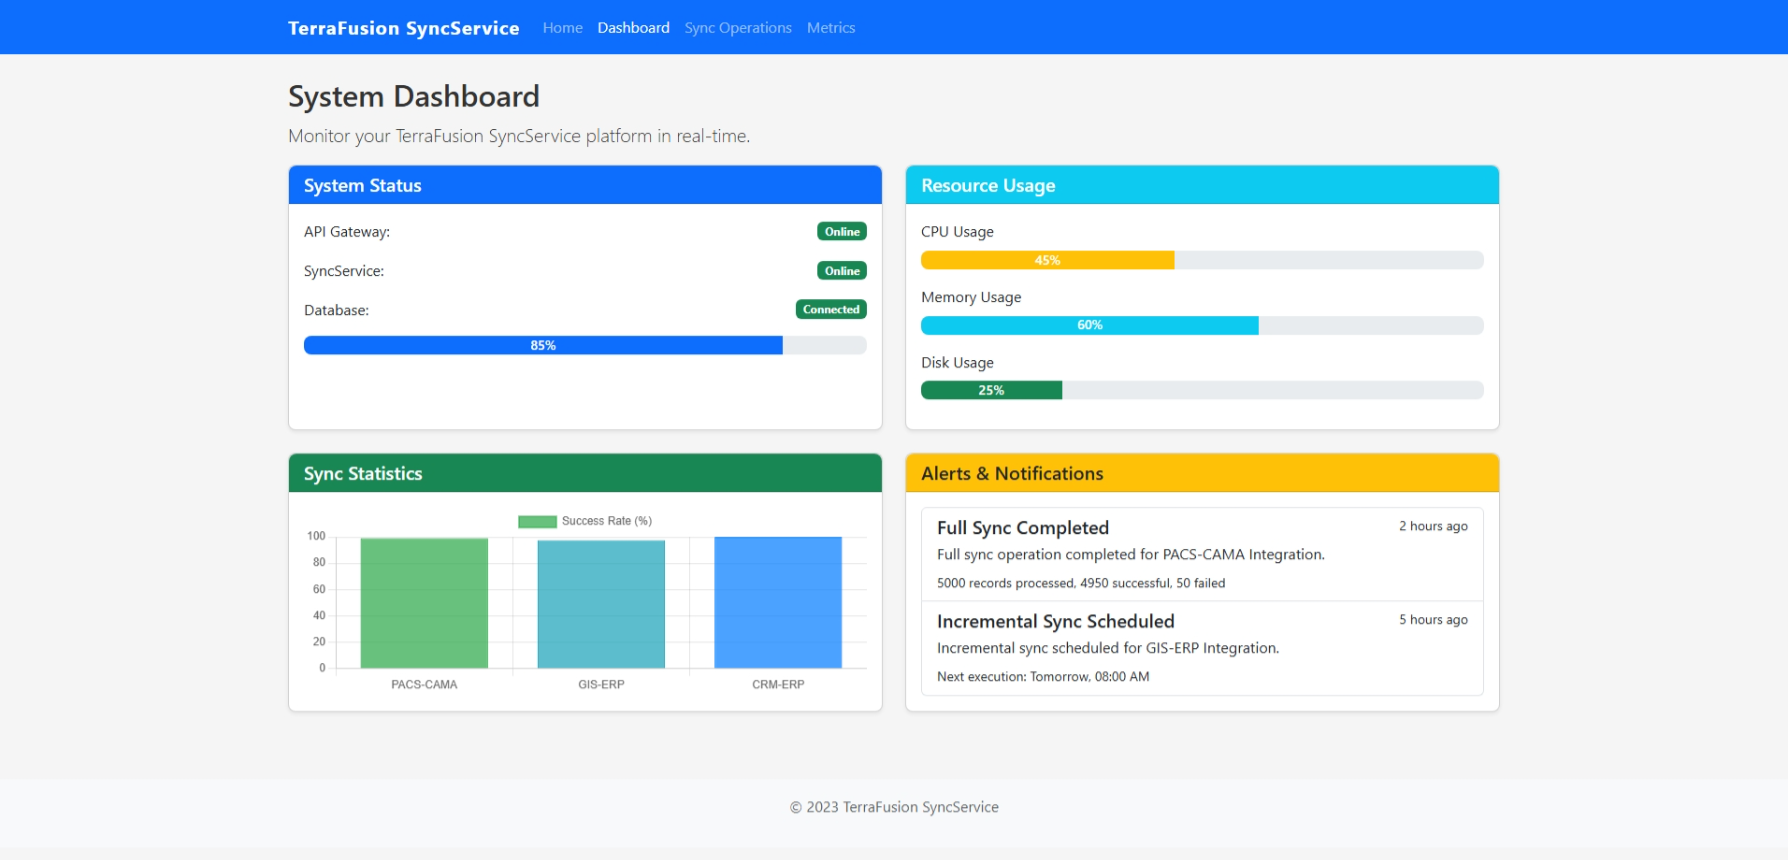 TerraFusion SyncService Home Dashboard Sync Operations Metrics
System Dashboard
Monitor your TerraFusion SyncService platform in real-time.
System Status
API Gateway: Online
SyncService: Online
Database: Connected
85%
Resource Usage
CPU Usage
45%
Memory Usage
60%
Disk Usage
25%
Sync Statistics
Success Rate (%)
100
80
60
40
20
0
PACS-CAMA GIS-ERP CRM-ERP
Alerts & Notifications
Full Sync Completed 2 hours ago
Full sync operation completed for PACS-CAMA Integration.
5000 records processed, 4950 successful, 50 failed
Incremental Sync Scheduled 5 hours ago
Incremental sync scheduled for GIS-ERP Integration.
Next execution: Tomorrow, 08:00 AM
© 2023 TerraFusion SyncService